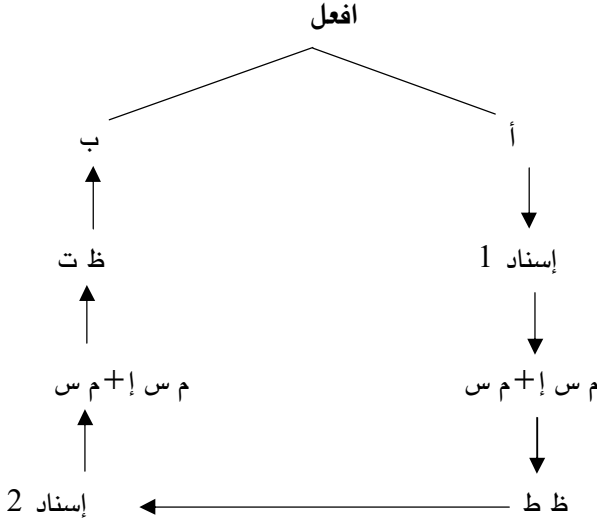 افعل
أ ب
إسناد 1 ظ ت
م س إ+م س م س إ+م س
ظ ط إسناد 2